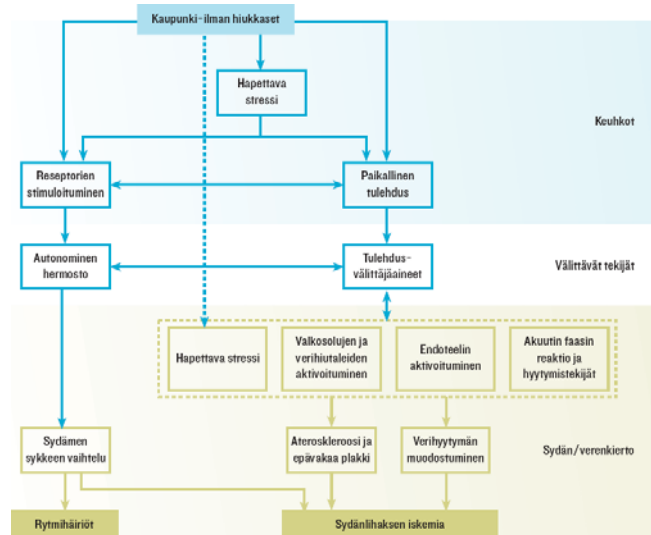 Kaupunki-ilman hiukkaset
Hapettava
stressi
Keuhkot
Reseptorien
stimuloituminen
Paikallinen
tulehdus
Autonominen
hermosto
Tulehdus-
välittäjäaineet
Välittävät tekijät
Hapettava stressi
Valkosolujen ja
verihiutaleiden
aktivoituminen
Endoteelin
aktivoituminen
Akuutin faasin
reaktio ja
hyytymistekijät
Sydämen
sykkeen vaihtelu
Ateroskleroosi ja
epävakaa plakki
Verihyytymän
muodostuminen
Sydän/verenkierto
Rytmihäiriöt
Sydänlihaksen iskemia